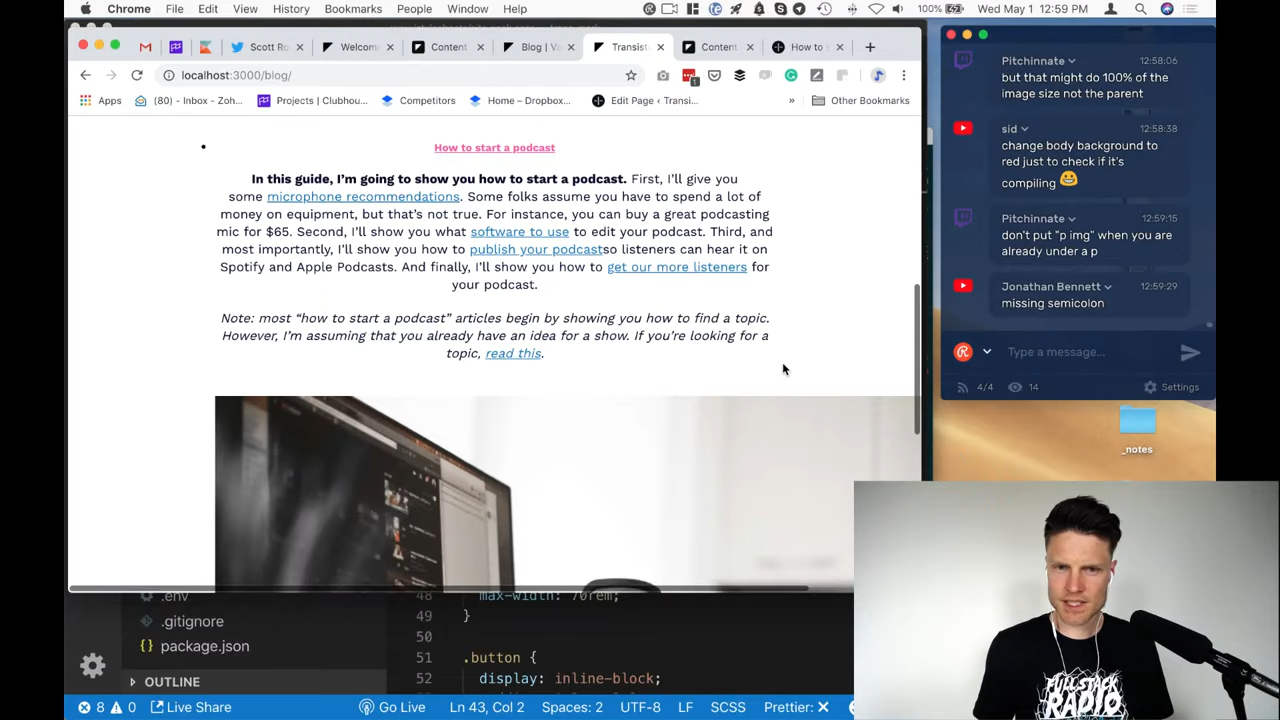 Chrome File Edit View History Bookmarks People Window Help
100% Wed May 1 12:59 PM
Scott Ro
Welcome
Content
Blog | V
Transist
Content
How to s
localhost:3000/blog/
Apps (80) - Inbox - Zoh... Projects | Clubhou... Competitors Home – Dropbox... Edit Page ‹ Transi... » Other Bookmarks
How to start a podcast
In this guide, I’m going to show you how to start a podcast. First, I’ll give you
some microphone recommendations. Some folks assume you have to spend a lot of
money on equipment, but that’s not true. For instance, you can buy a great podcasting
mic for $65. Second, I’ll show you what software to use to edit your podcast. Third, and
most importantly, I’ll show you how to publish your podcastso listeners can hear it on
Spotify and Apple Podcasts. And finally, I’ll show you how to get our more listeners for
your podcast.
Note: most “how to start a podcast” articles begin by showing you how to find a topic.
However, I’m assuming that you already have an idea for a show. If you’re looking for a
topic, read this.
Pitchinnate 12:58:06
but that might do 100% of the
image size not the parent
sid 12:58:38
change body background to
red just to check if it's
compiling
Pitchinnate 12:59:15
don't put "p img" when you are
already under a p
Jonathan Bennett 12:59:29
missing semicolon
Type a message...
4/4 14 Settings
_notes
.env
.gitignore
{} package.json
OUTLINE
48 max-width: 70rem;
49 }
50
51 .button {
52 display: inline-block;
8 0 Live Share Go Live Ln 43, Col 2 Spaces: 2 UTF-8 LF SCSS Prettier: ✗
FULL STACK
RADIO